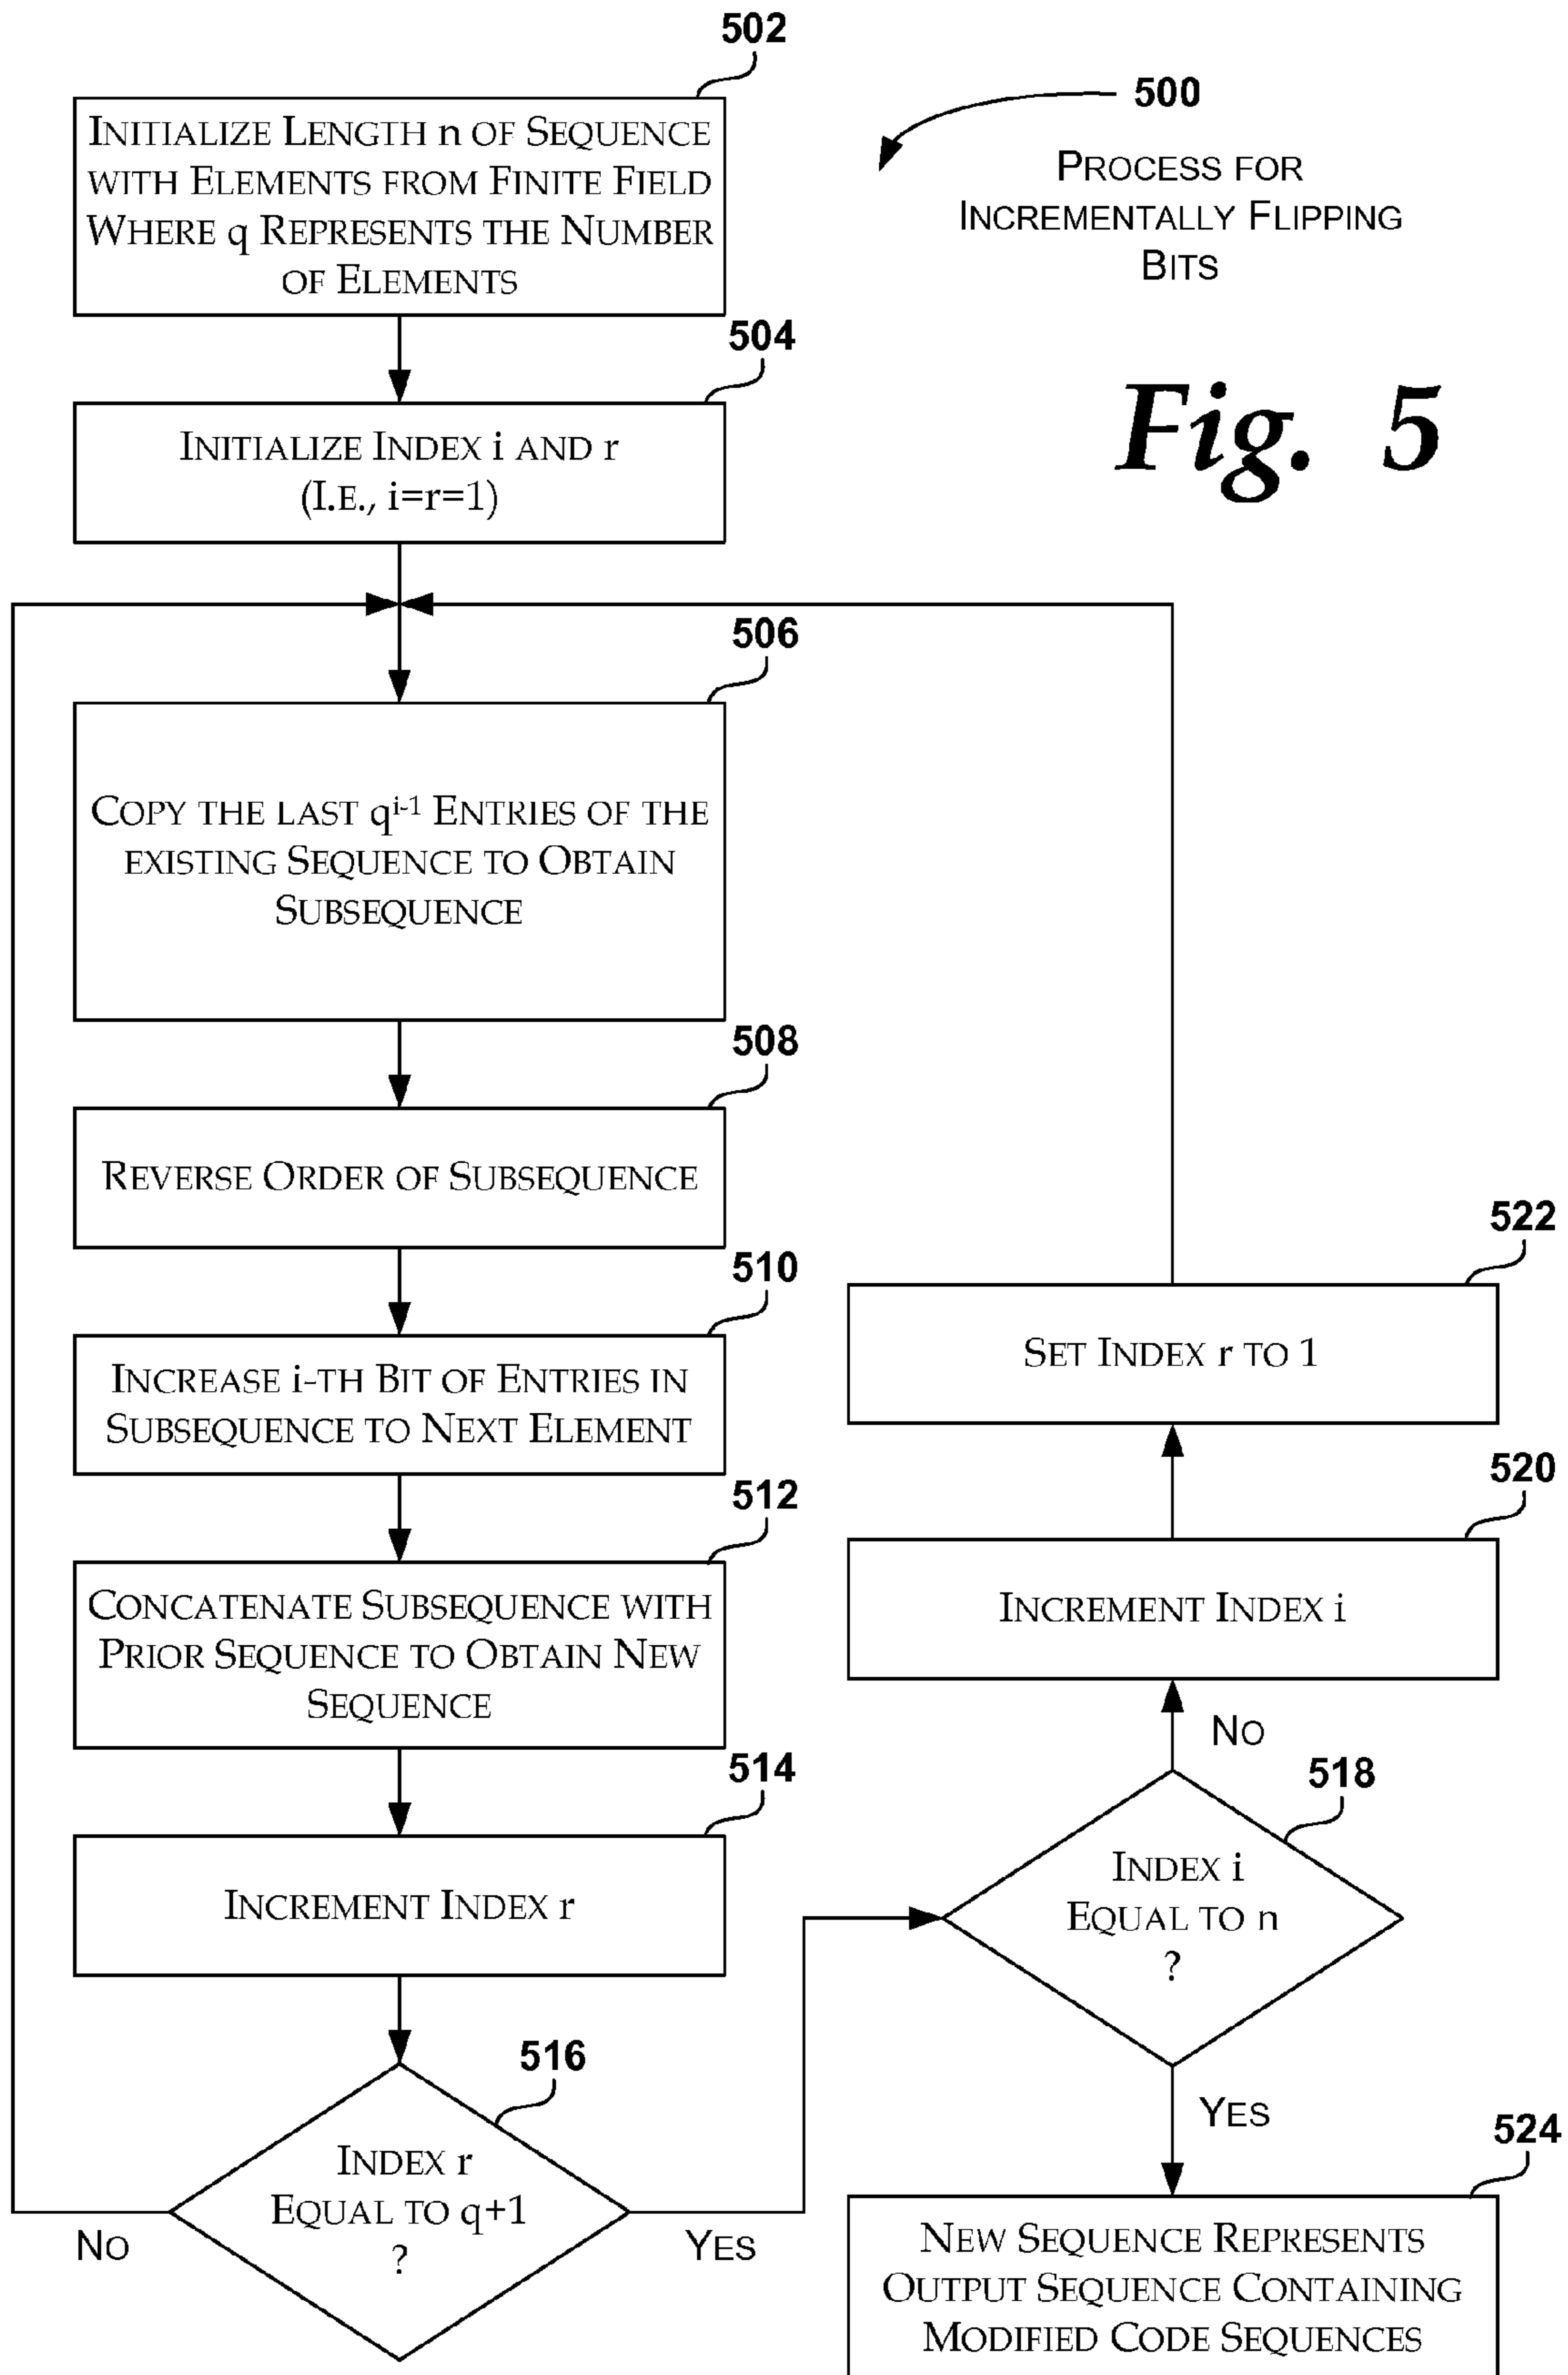 502
INITIALIZE LENGTH n OF SEQUENCE
WITH ELEMENTS FROM FINITE FIELD
WHERE q REPRESENTS THE NUMBER
OF ELEMENTS
500
PROCESS FOR
INCREMENTALLY FLIPPING
BITS
Fig. 5
504
INITIALIZE INDEX i AND r
(I.E., i=r=1)
506
COPY THE LAST q^{i-1} ENTRIES OF THE
EXISTING SEQUENCE TO OBTAIN
SUBSEQUENCE
508
REVERSE ORDER OF SUBSEQUENCE
510
INCREASE i-TH BIT OF ENTRIES IN
SUBSEQUENCE TO NEXT ELEMENT
512
CONCATENATE SUBSEQUENCE WITH
PRIOR SEQUENCE TO OBTAIN NEW
SEQUENCE
514
INCREMENT INDEX r
516
INDEX r
EQUAL TO q+1
?
NO
YES
522
SET INDEX r TO 1
520
INCREMENT INDEX i
NO
518
INDEX i
EQUAL TO n
?
YES
524
NEW SEQUENCE REPRESENTS
OUTPUT SEQUENCE CONTAINING
MODIFIED CODE SEQUENCES